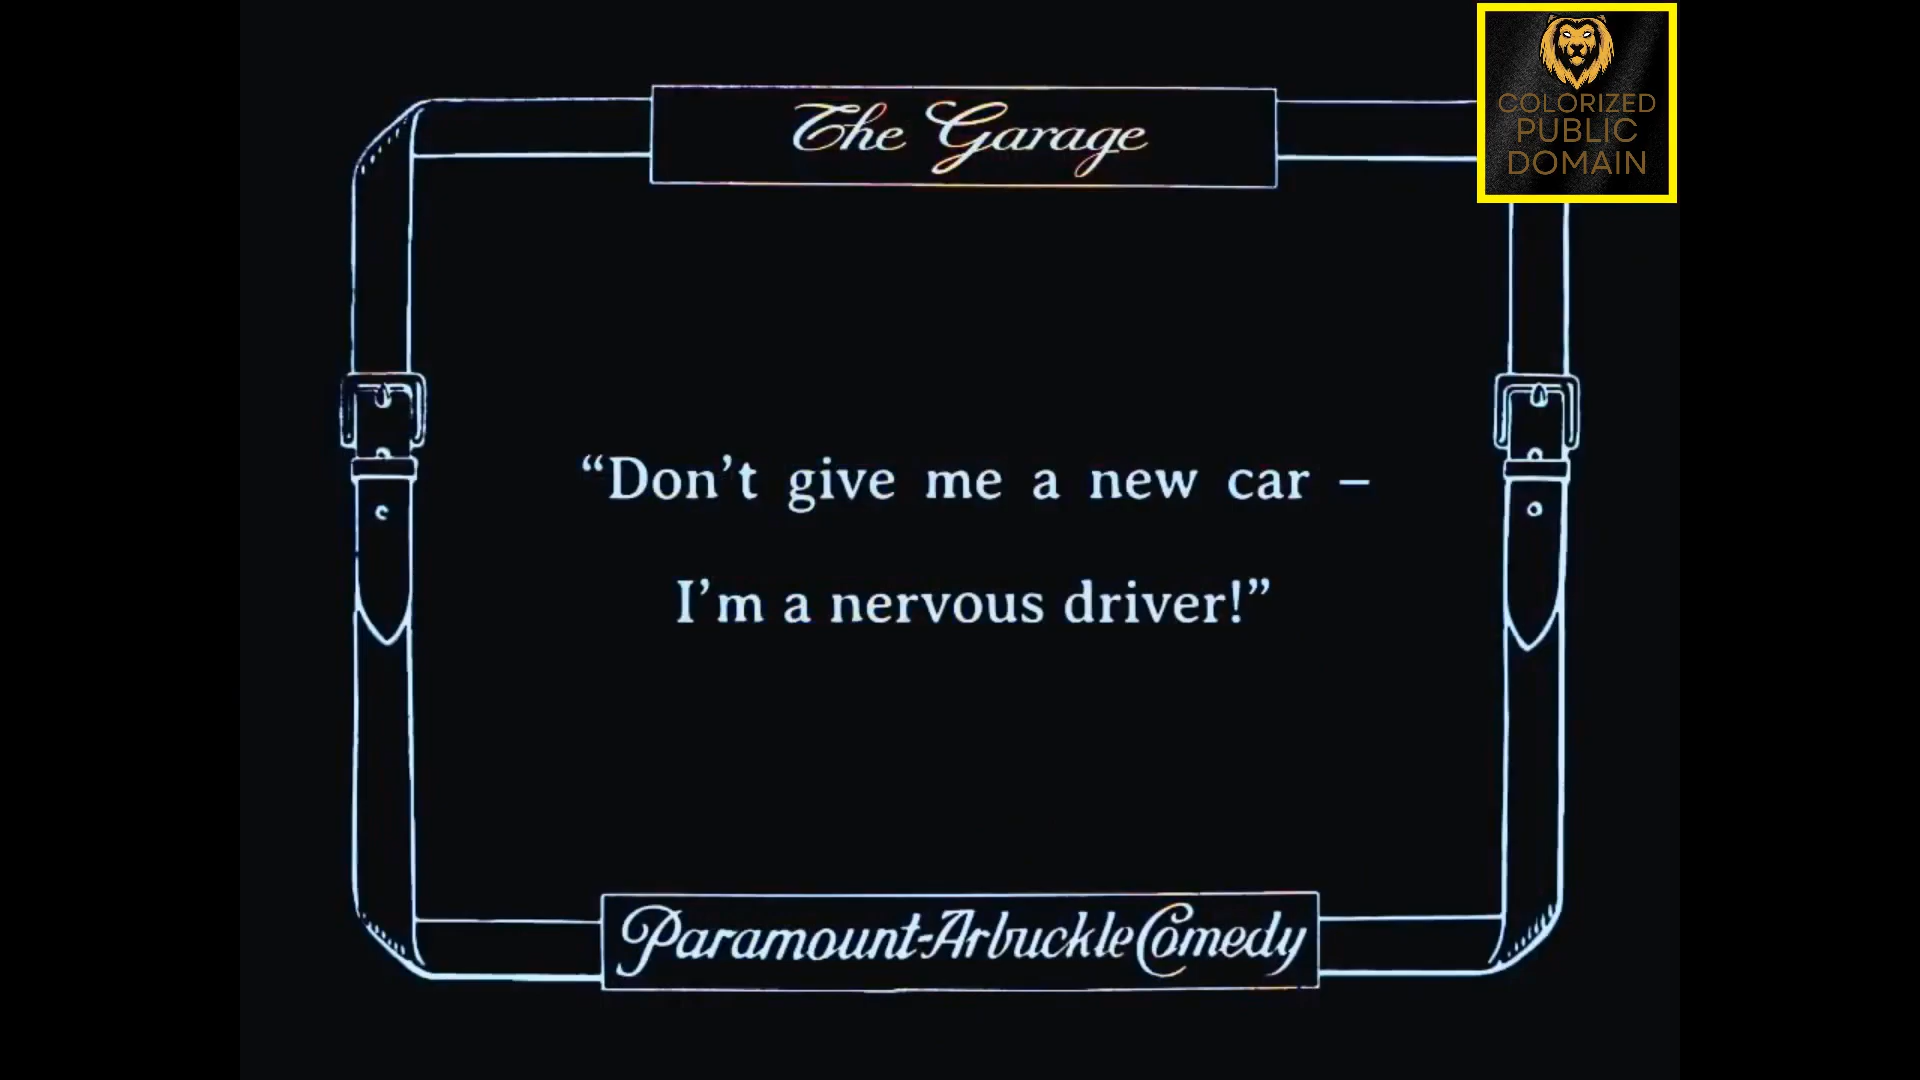 The Garage
COLORIZED
PUBLIC
DOMAIN
“Don’t give me a new car –
I’m a nervous driver!”
Paramount-Arbuckle Comedy